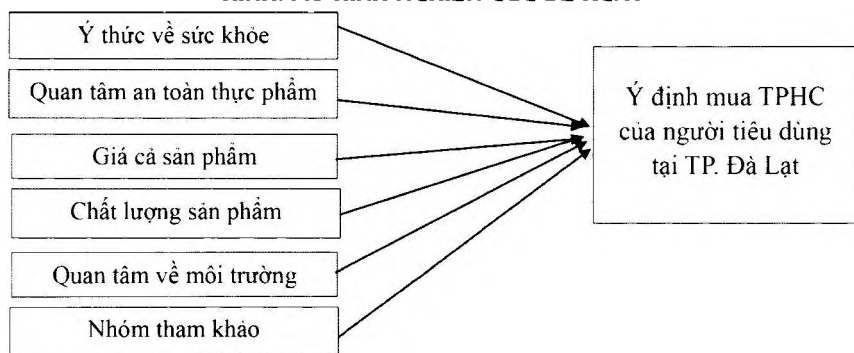 Ý thức về sức khỏe
Quan tâm an toàn thực phẩm
Giá cả sản phẩm
Chất lượng sản phẩm
Quan tâm về môi trường
Nhóm tham khảo
Ý định mua TPHC
của người tiêu dùng
tại TP. Đà Lạt